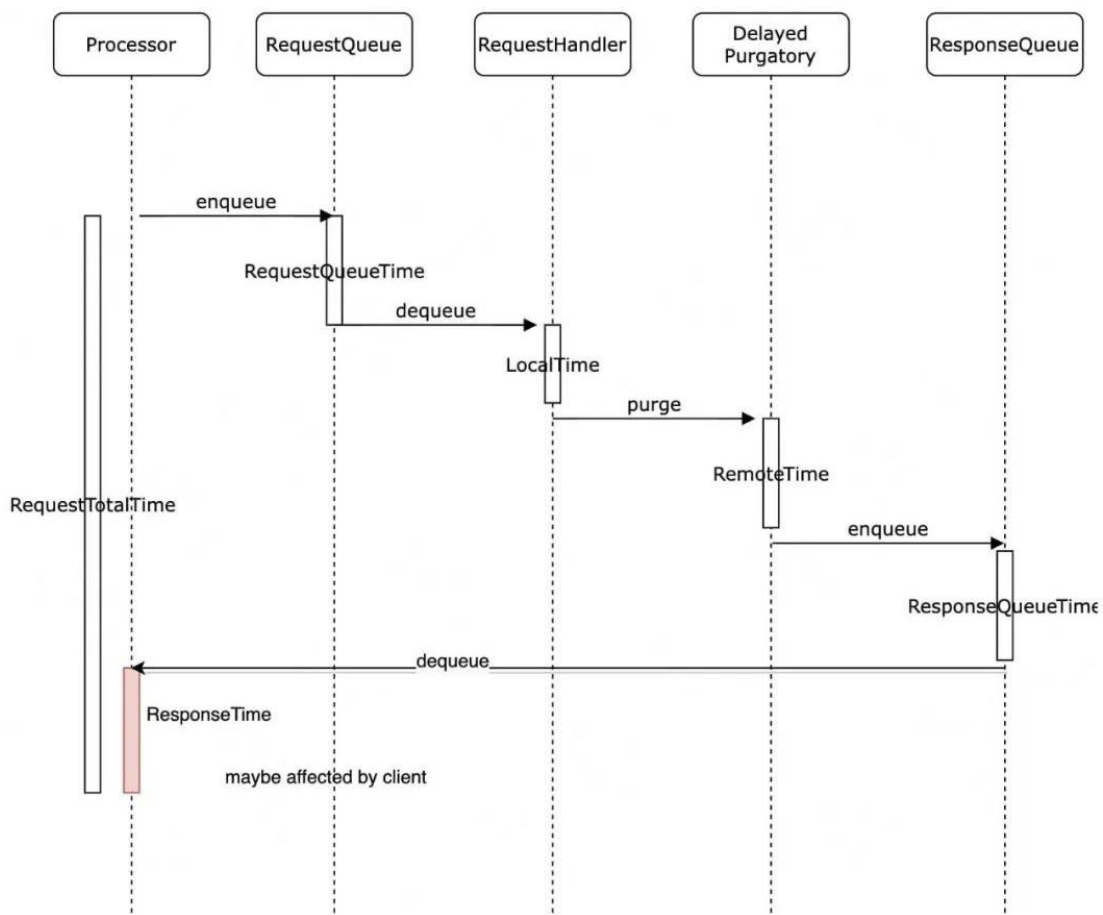 Processor
RequestQueue
RequestHandler
Delayed
Purgatory
ResponseQueue
enqueue
RequestQueueTime
dequeue
LocalTime
purge
RemoteTime
RequestTotalTime
enqueue
ResponseQueueTime
dequeue
ResponseTime
maybe affected by client